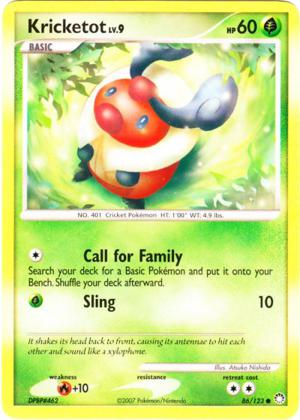 Kricketot LV.9 HP 60
BASIC
NO. 401 Cricket Pokémon HT. 1'00" WT. 4.9 lbs.
Illus. Atsuko Nishida
Call for Family
Search your deck for a Basic Pokémon and put it onto your
Bench. Shuffle your deck afterward.
Sling 10
weakness resistance retreat cost
+10
It shakes its head back to front, causing its antennae to hit each
other and sound like a xylophone.
DPBP#462 ©2007 Pokémon/Nintendo 86/123